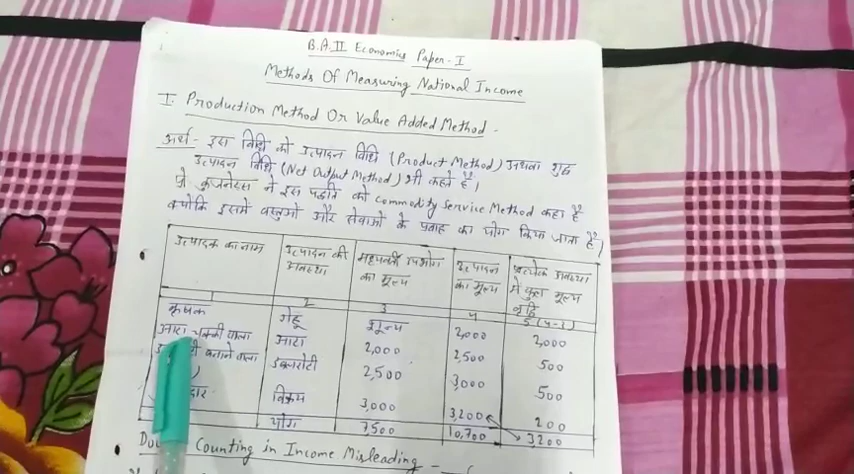 B.A.II Economics Paper-I
Methods Of Measuring National Income
I. Production Method Or Value Added Method.
अर्थ - इस विधि को उत्पादन विधि (Product Method) अथवा शुद्ध
उत्पादन विधि (Net Output Method) भी कहते हैं।
प्रो कुजनेट्स ने इस पद्धति को Commodity Service Method कहा है
क्योंकि इसमें वस्तुओं और सेवाओं के प्रवाह का योग किया जाता है।
उत्पादक का नाम उत्पादन की अवस्था मध्यवर्ती उपभोग का मूल्य उत्पादन का मूल्य प्रत्येक अवस्था में कुल मूल्य वृद्धि
1 2 3 4 5 (4-3)
कृषक गेहू शून्य 2,000 2,000
आटा चक्की वाला आटा 2,000 2,500 500
बनाने वाला डबलरोटी 2,500 3,000 500
विक्रय 3,000 3,200 200
योग 7,500 10,700 3,200
Counting in Income Misleading